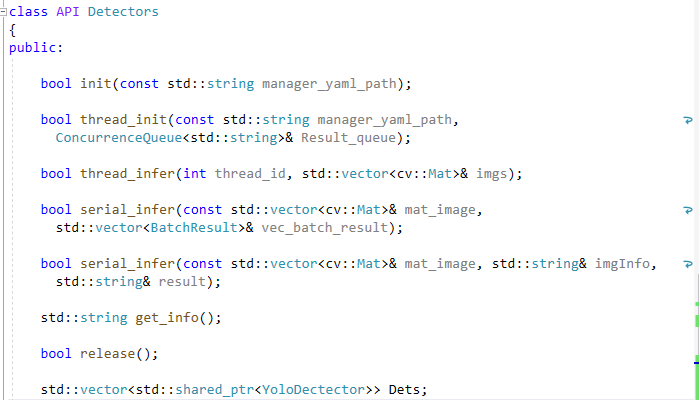 class API Detectors
{
public:
bool init(const std::string manager_yaml_path);
bool thread_init(const std::string manager_yaml_path,
ConcurrenceQueue<std::string>& Result_queue);
bool thread_infer(int thread_id, std::vector<cv::Mat>& imgs);
bool serial_infer(const std::vector<cv::Mat>& mat_image,
std::vector<BatchResult>& vec_batch_result);
bool serial_infer(const std::vector<cv::Mat>& mat_image, std::string& imgInfo,
std::string& result);
std::string get_info();
bool release();
std::vector<std::shared_ptr<YoloDectector>> Dets;